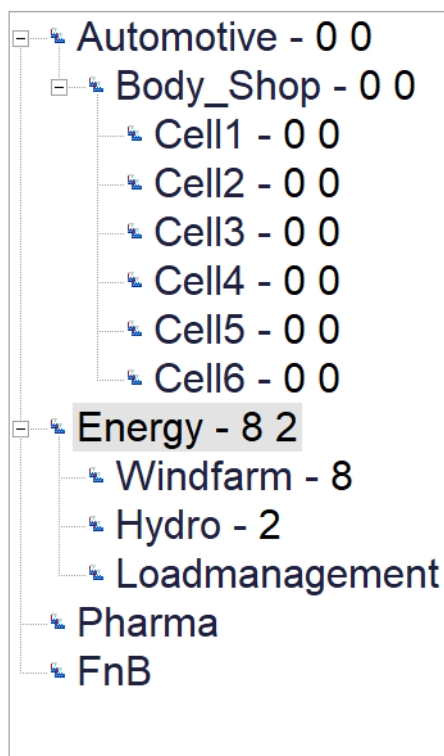 Automotive - 0 0
Body_Shop - 0 0
Cell1 - 0 0
Cell2 - 0 0
Cell3 - 0 0
Cell4 - 0 0
Cell5 - 0 0
Cell6 - 0 0
Energy - 8 2
Windfarm - 8
Hydro - 2
Loadmanagement
Pharma
FnB